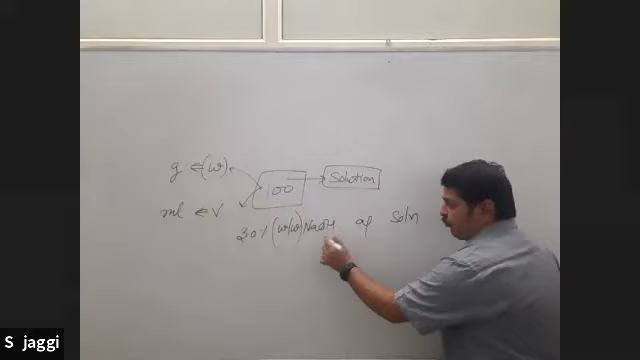 g ⇐ (w)
100 → Solution
ml ⇐ V
30% (w/w) NaOH aq Soln
S jaggi